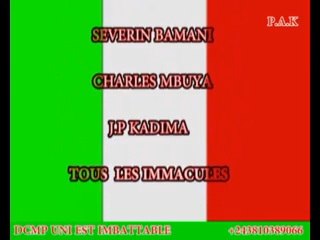 P.A.K
SEVERIN BAMANI
CHARLES MBUYA
J.P KADIMA
TOUS LES IMMACULES
DCMP UNI EST IMBATTABLE +243810389066